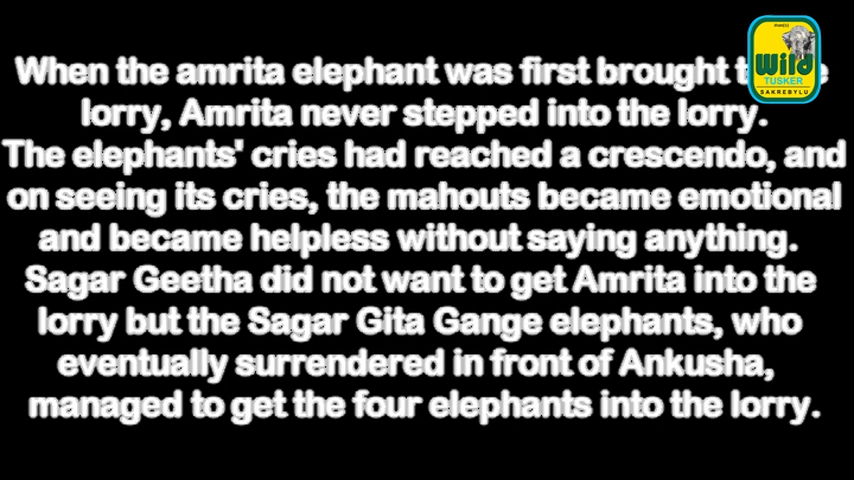 When the amrita elephant was first brought
lorry, Amrita never stepped into the lorry.
The elephants' cries had reached a crescendo, and
on seeing its cries, the mahouts became emotional
and became helpless without saying anything.
Sagar Geetha did not want to get Amrita into the
lorry but the Sagar Gita Gange elephants, who
eventually surrendered in front of Ankusha,
managed to get the four elephants into the lorry.
Wild
TUSKER
SAKREBYLU